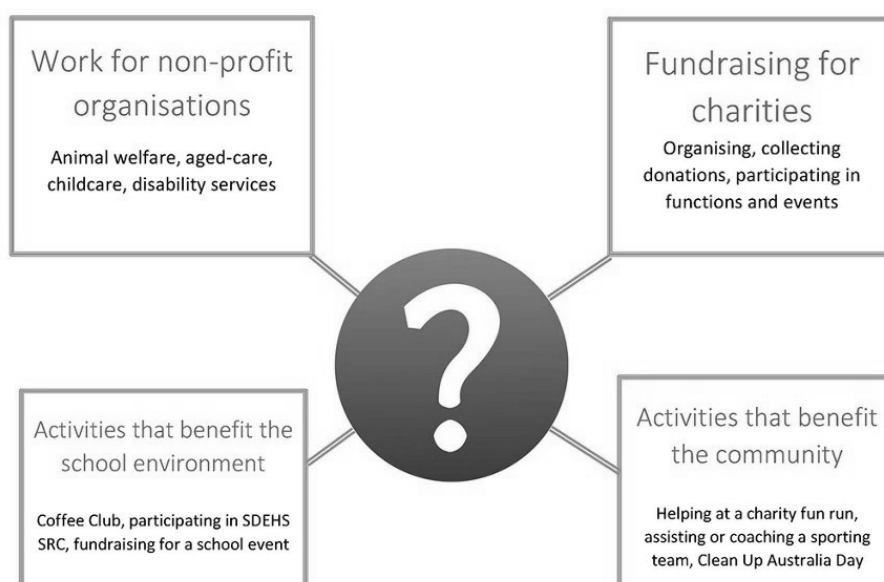 Work for non-profit
organisations
Animal welfare, aged-care,
childcare, disability services
Fundraising for
charities
Organising, collecting
donations, participating in
functions and events
?
Activities that benefit the
school environment
Coffee Club, participating in SDEHS
SRC, fundraising for a school event
Activities that benefit
the community
Helping at a charity fun run,
assisting or coaching a sporting
team, Clean Up Australia Day